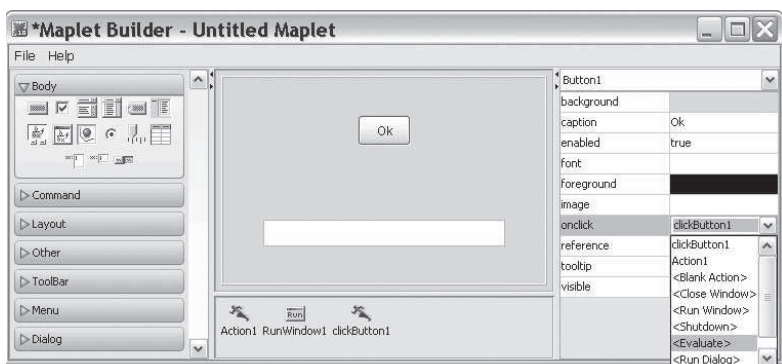 *Maplet Builder - Untitled Maplet
File Help
Body
Command
Layout
Other
ToolBar
Menu
Dialog
Ok
Action1 RunWindow1 clickButton1
Run
Button1
background
caption Ok
enabled true
font
foreground
image
onclick clickButton1
reference
tooltip
visible
clickButton1
Action1
<Blank Action>
<Close Window>
<Run Window>
<Shutdown>
<Evaluate>
<Run Dialog>